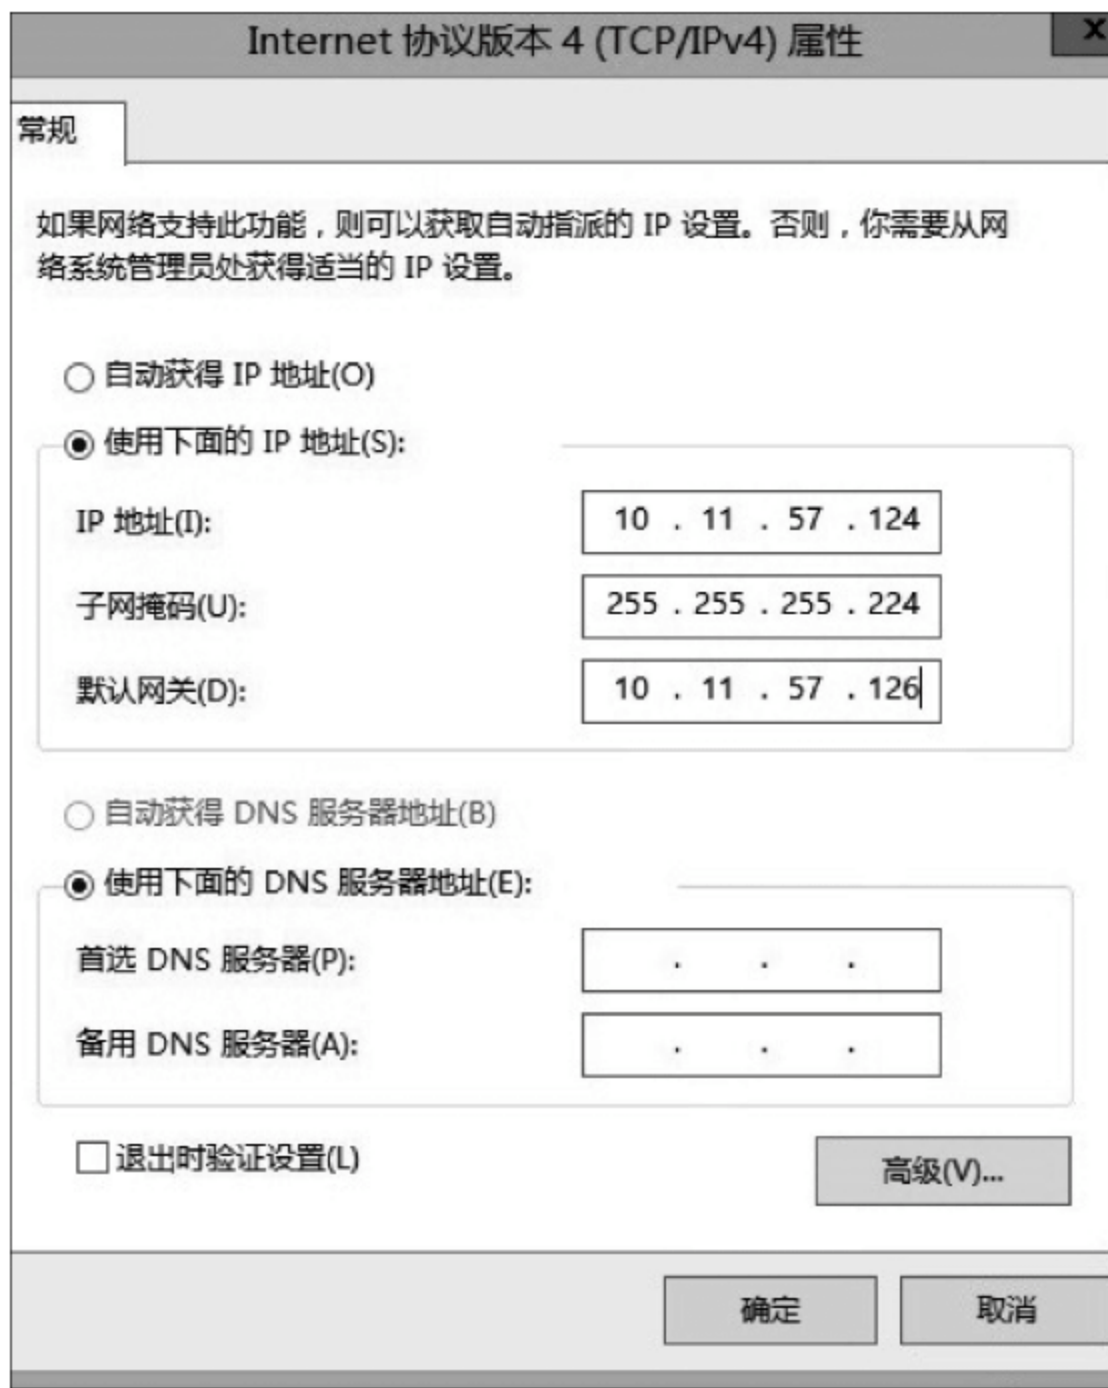 Internet 协议版本 4 (TCP/IPv4) 属性
X
常规
如果网络支持此功能，则可以获取自动指派的 IP 设置。否则，你需要从网
络系统管理员处获得适当的 IP 设置。
自动获得 IP 地址(O)
使用下面的 IP 地址(S):
IP 地址(I): 10 . 11 . 57 . 124
子网掩码(U): 255 . 255 . 255 . 224
默认网关(D): 10 . 11 . 57 . 126
自动获得 DNS 服务器地址(B)
使用下面的 DNS 服务器地址(E):
首选 DNS 服务器(P): . . .
备用 DNS 服务器(A): . . .
退出时验证设置(L)
高级(V)...
确定 取消